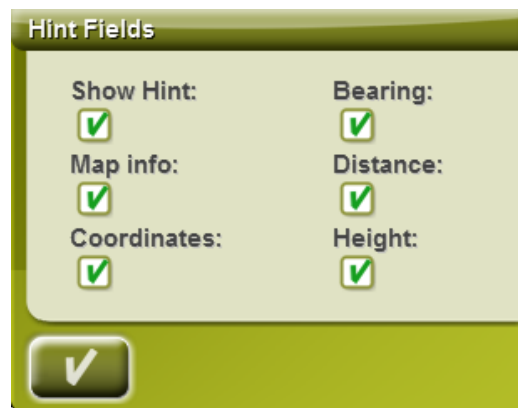 Hint Fields
Show Hint: Bearing:
Map info: Distance:
Coordinates: Height: